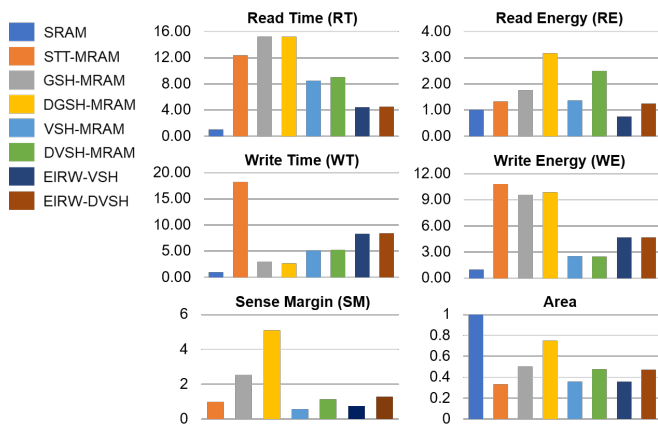 SRAM
STT-MRAM
GSH-MRAM
DGSH-MRAM
VSH-MRAM
DVSH-MRAM
EIRW-VSH
EIRW-DVSH
Read Time (RT)
16.00
12.00
8.00
4.00
0.00
Read Energy (RE)
4.00
3.00
2.00
1.00
0.00
Write Time (WT)
20.00
15.00
10.00
5.00
0.00
Write Energy (WE)
12.00
9.00
6.00
3.00
0.00
Sense Margin (SM)
6
4
2
0
Area
1
0.8
0.6
0.4
0.2
0